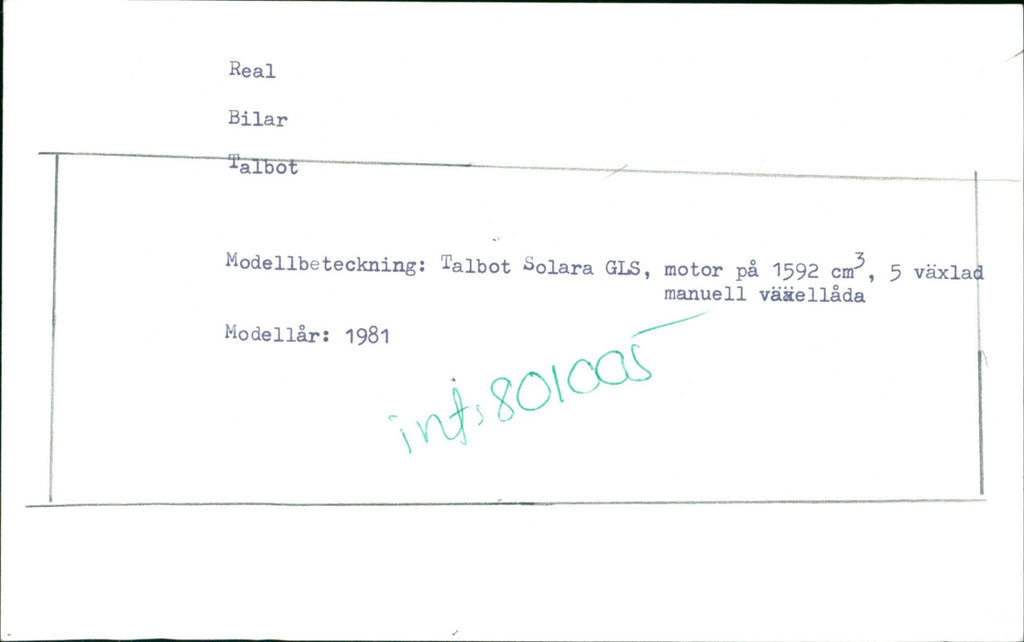 Real
Bilar
Talbot
Modellbeteckning: Talbot Solara GLS, motor på 1592 cm³, 5 växlad
manuell växellåda
Modellår: 1981
inf: 801005